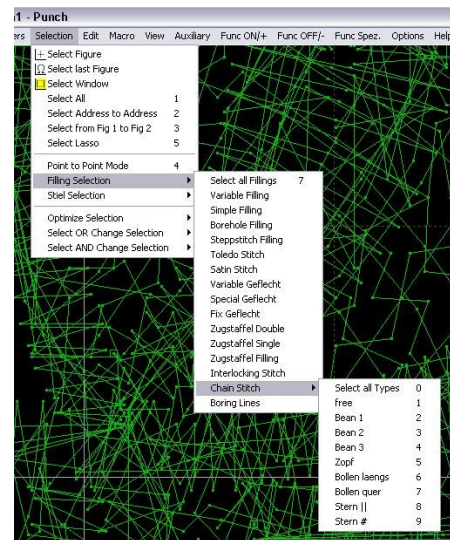 1 - Punch
ers Selection Edit Macro View Auxiliary Func ON/+ Func OFF/- Func Spez. Options Help
Select Figure
Select last Figure
Select Window
Select All 1
Select Address to Address 2
Select from Fig 1 to Fig 2 3
Select Lasso 5
Point to Point Mode 4
Filling Selection
Stiel Selection
Optimize Selection
Select OR Change Selection
Select AND Change Selection
Select all Fillings 7
Variable Filling
Simple Filling
Borehole Filling
Steppstitch Filling
Toledo Stitch
Satin Stitch
Variable Geflecht
Special Geflecht
Fix Geflecht
Zugstaffel Double
Zugstaffel Single
Zugstaffel Filling
Interlocking Stitch
Chain Stitch
Boring Lines
Select all Types 0
free 1
Bean 1 2
Bean 2 3
Bean 3 4
Zopf 5
Bollen laengs 6
Bollen quer 7
Stern || 8
Stern # 9